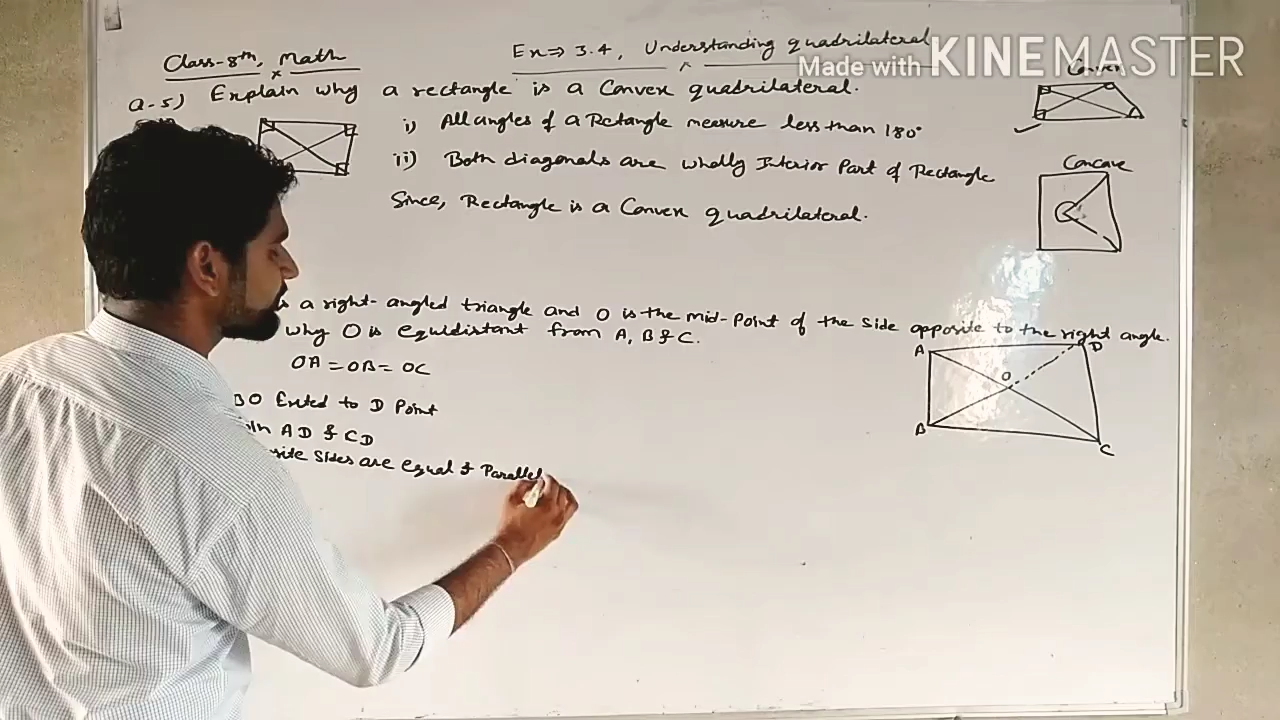 Class-8th, Math
Ex⇒ 3.4, Understanding quadrilateral
Made with KINEMASTER
Q-5) Explain why a rectangle is a Convex quadrilateral.
i) All angles of a Rctangle measure less than 180°
ii) Both diagonals are wholly Interior Part of Rectangle
Concave
Since, Rectangle is a Convex quadrilateral.
a right-angled triangle and O is the mid-Point of the side opposite to the right angle.
why O is equidistant from A, B & C.
OA = OB = OC
A
D
O
B
C
BO Exted to D Point
AD & CD
Sides are equal & Parallel